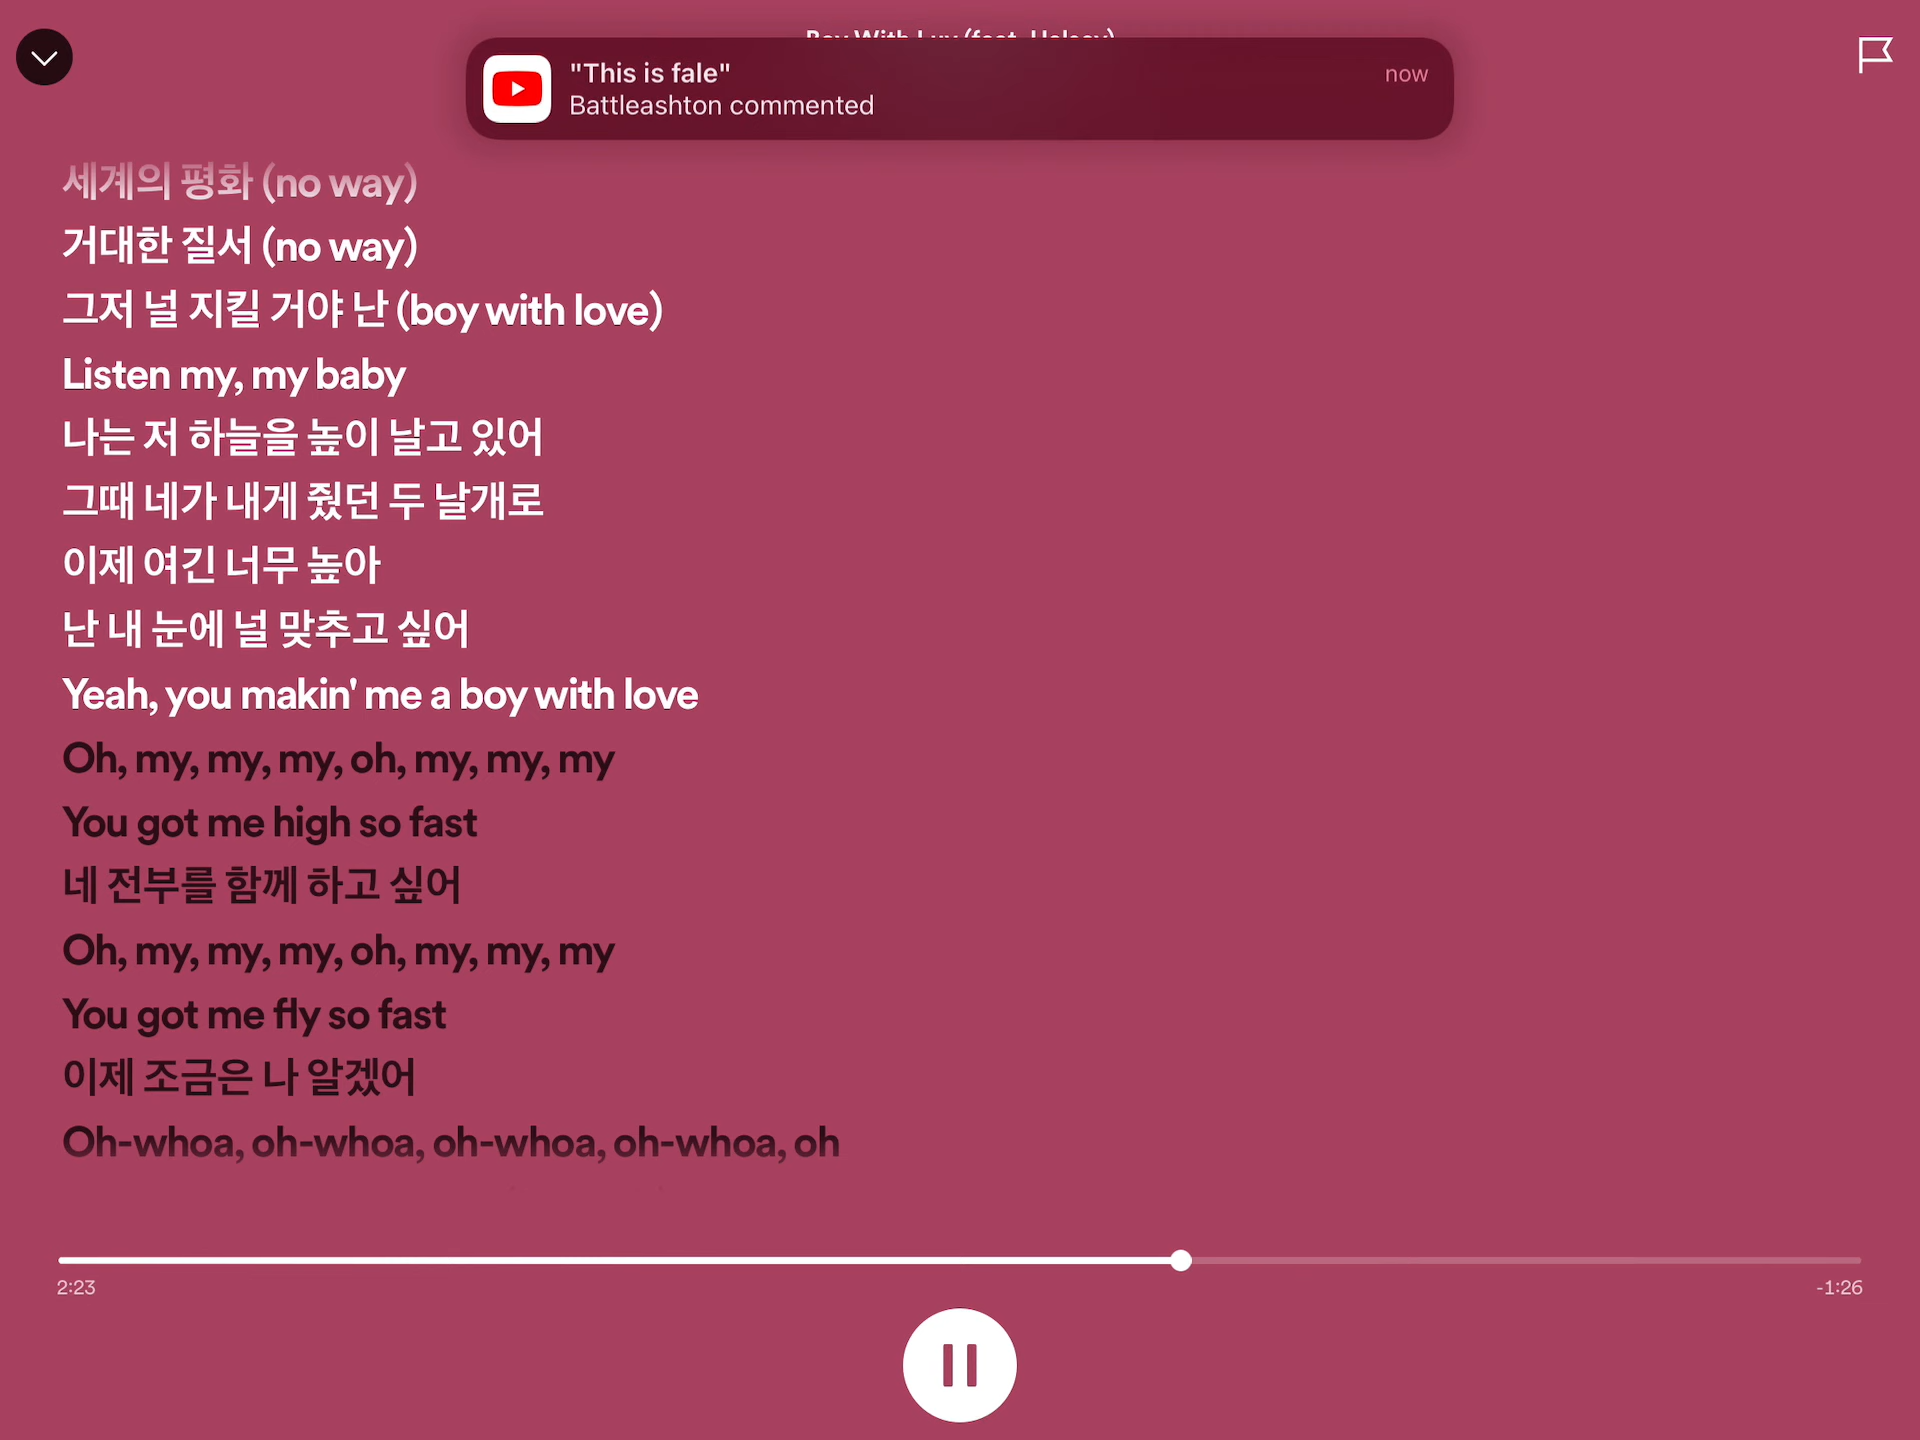 Boy With Luv (feat. Halsey)
"This is fale"
now
Battleashton commented
세계의 평화 (no way)
거대한 질서 (no way)
그저 널 지킬 거야 난 (boy with love)
Listen my, my baby
나는 저 하늘을 높이 날고 있어
그때 네가 내게 줬던 두 날개로
이제 여긴 너무 높아
난 내 눈에 널 맞추고 싶어
Yeah, you makin' me a boy with love
Oh, my, my, my, oh, my, my, my
You got me high so fast
네 전부를 함께 하고 싶어
Oh, my, my, my, oh, my, my, my
You got me fly so fast
이제 조금은 나 알겠어
Oh-whoa, oh-whoa, oh-whoa, oh-whoa, oh
2:23
-1:26